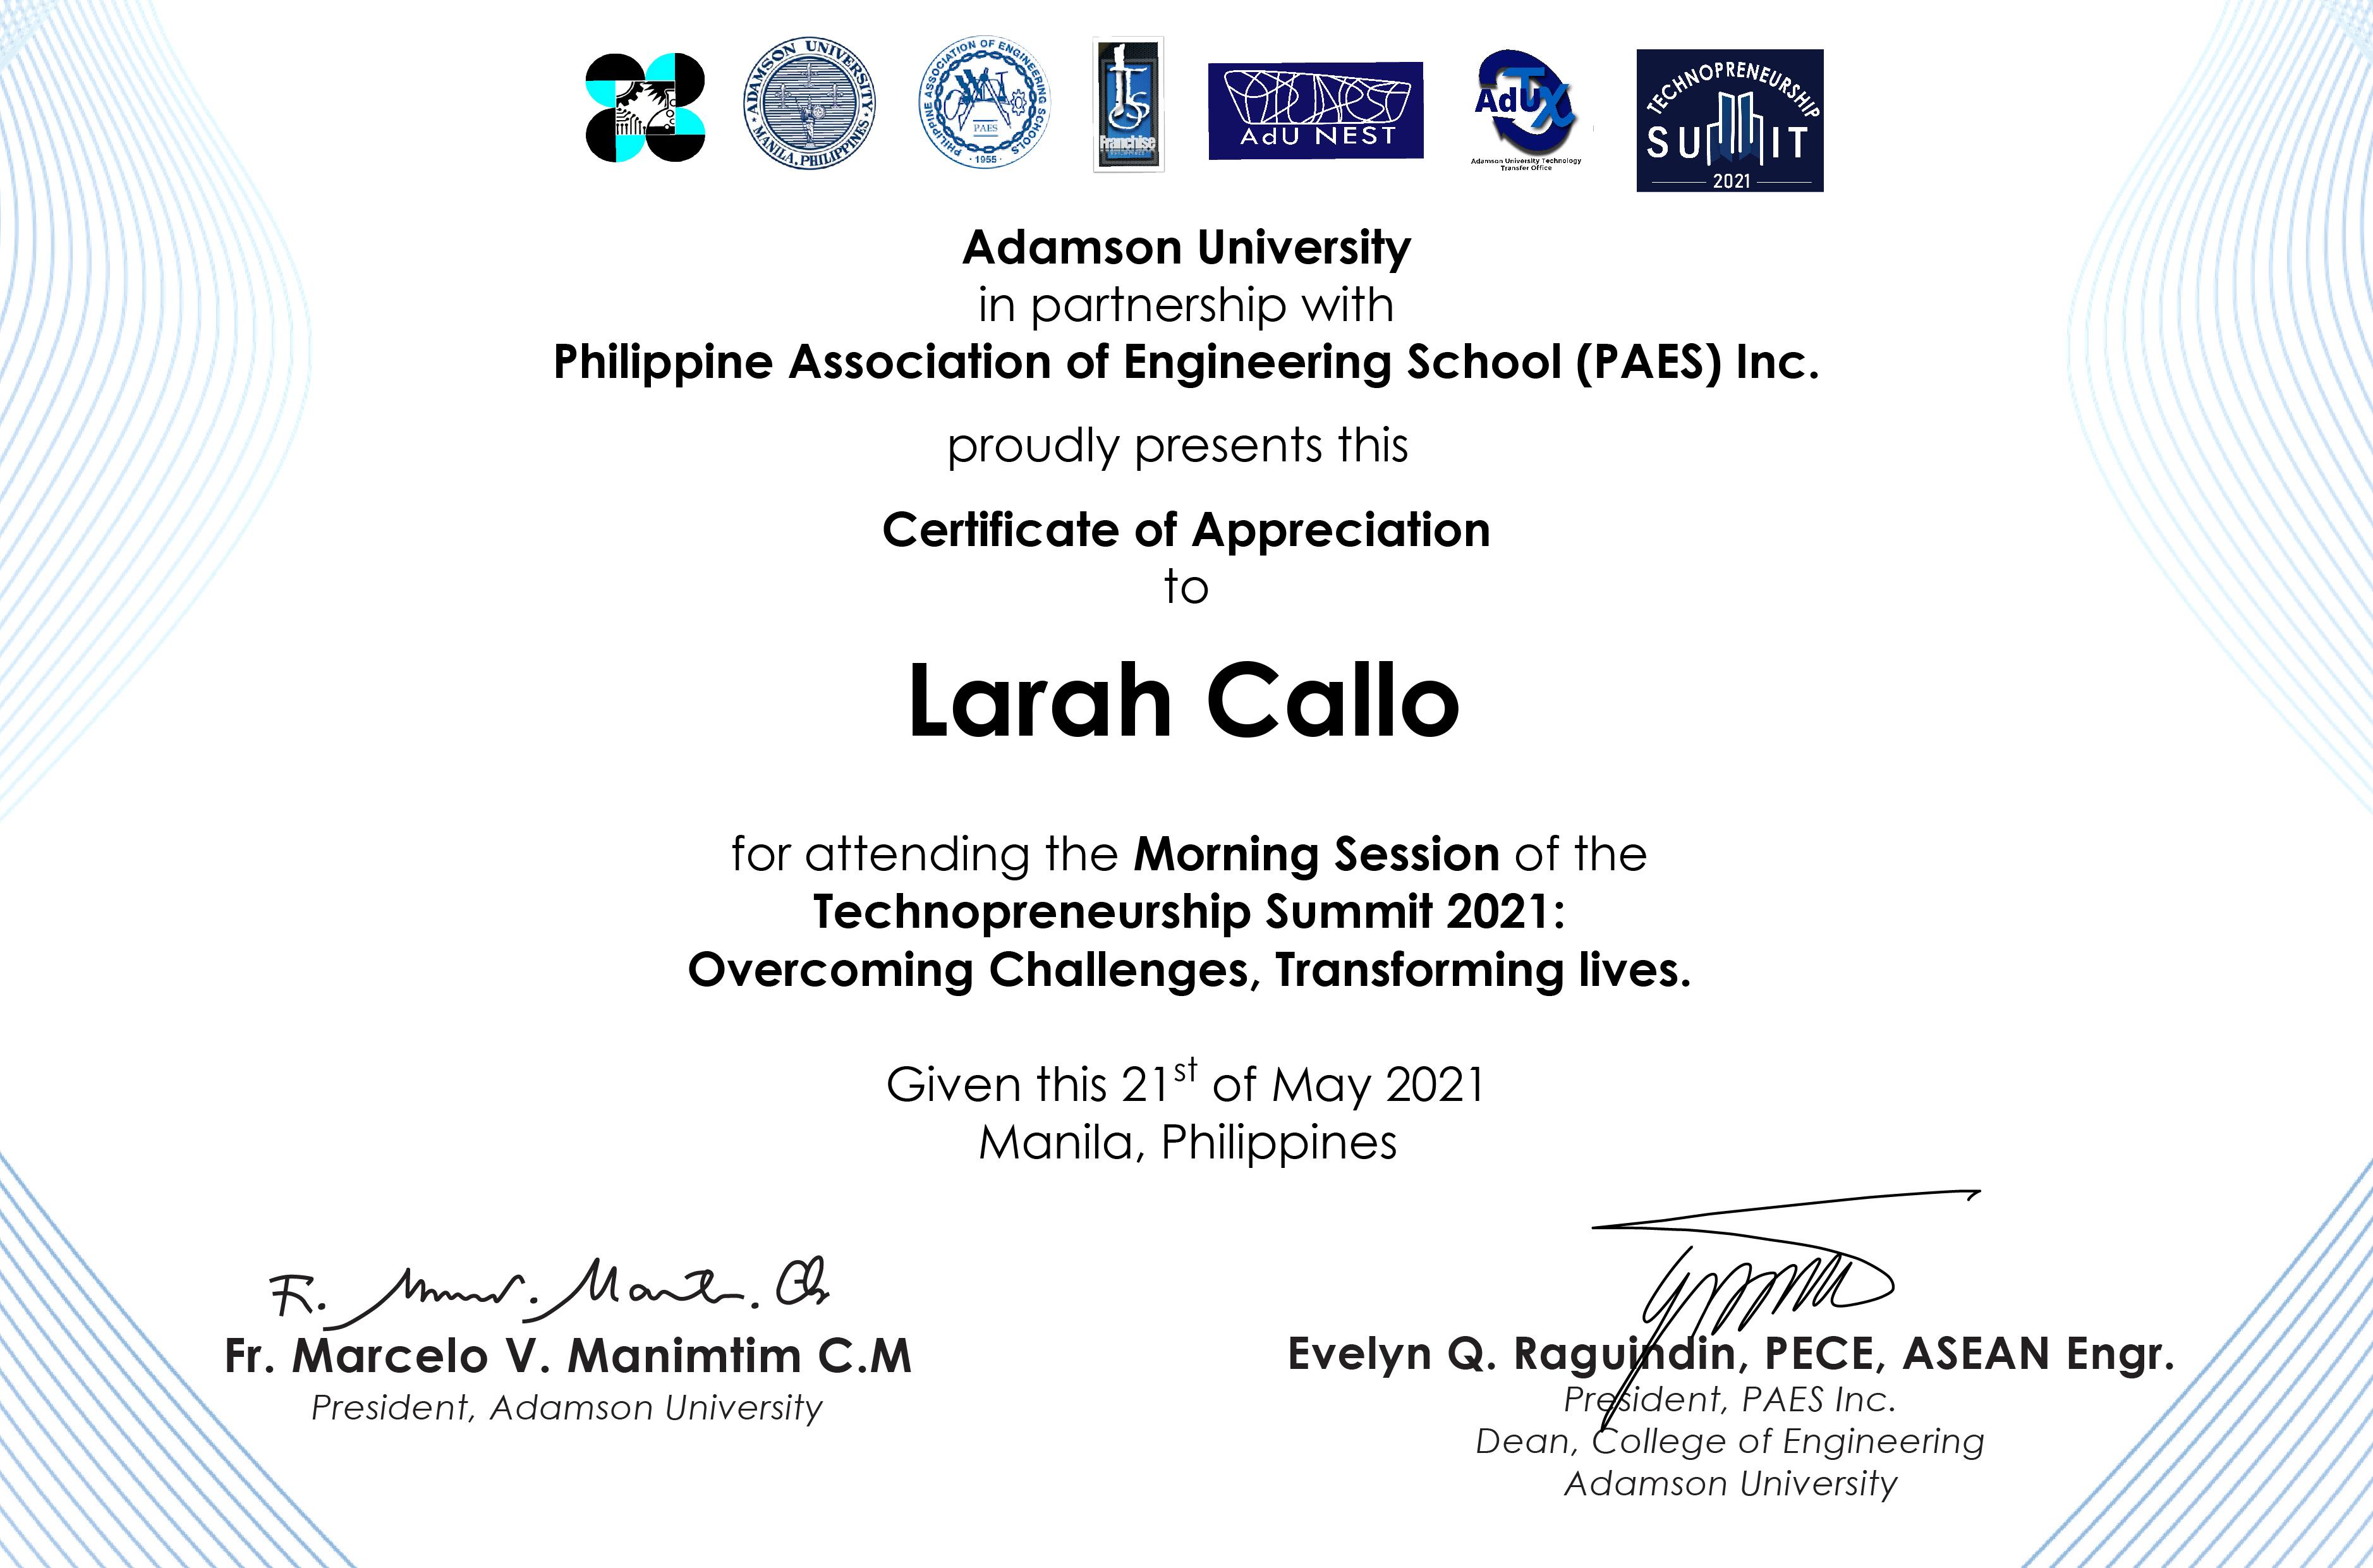 ADAMSON UNIVERSITY
MANILA, PHILIPPINES
PHILIPPINE ASSOCIATION OF ENGINEERING SCHOOLS
PAES
1955
Franchise
AdU NEST
AdUTX
Adamson University Technology
Transfer Office
TECHNOPRENEURSHIP
SUMMIT
2021
Adamson University
in partnership with
Philippine Association of Engineering School (PAES) Inc.
proudly presents this
Certificate of Appreciation
to
Larah Callo
for attending the Morning Session of the
Technopreneurship Summit 2021:
Overcoming Challenges, Transforming lives.
Given this 21st of May 2021
Manila, Philippines
Fr. Marcelo V. Manimtim C.M
President, Adamson University
Evelyn Q. Raguindin, PECE, ASEAN Engr.
President, PAES Inc.
Dean, College of Engineering
Adamson University